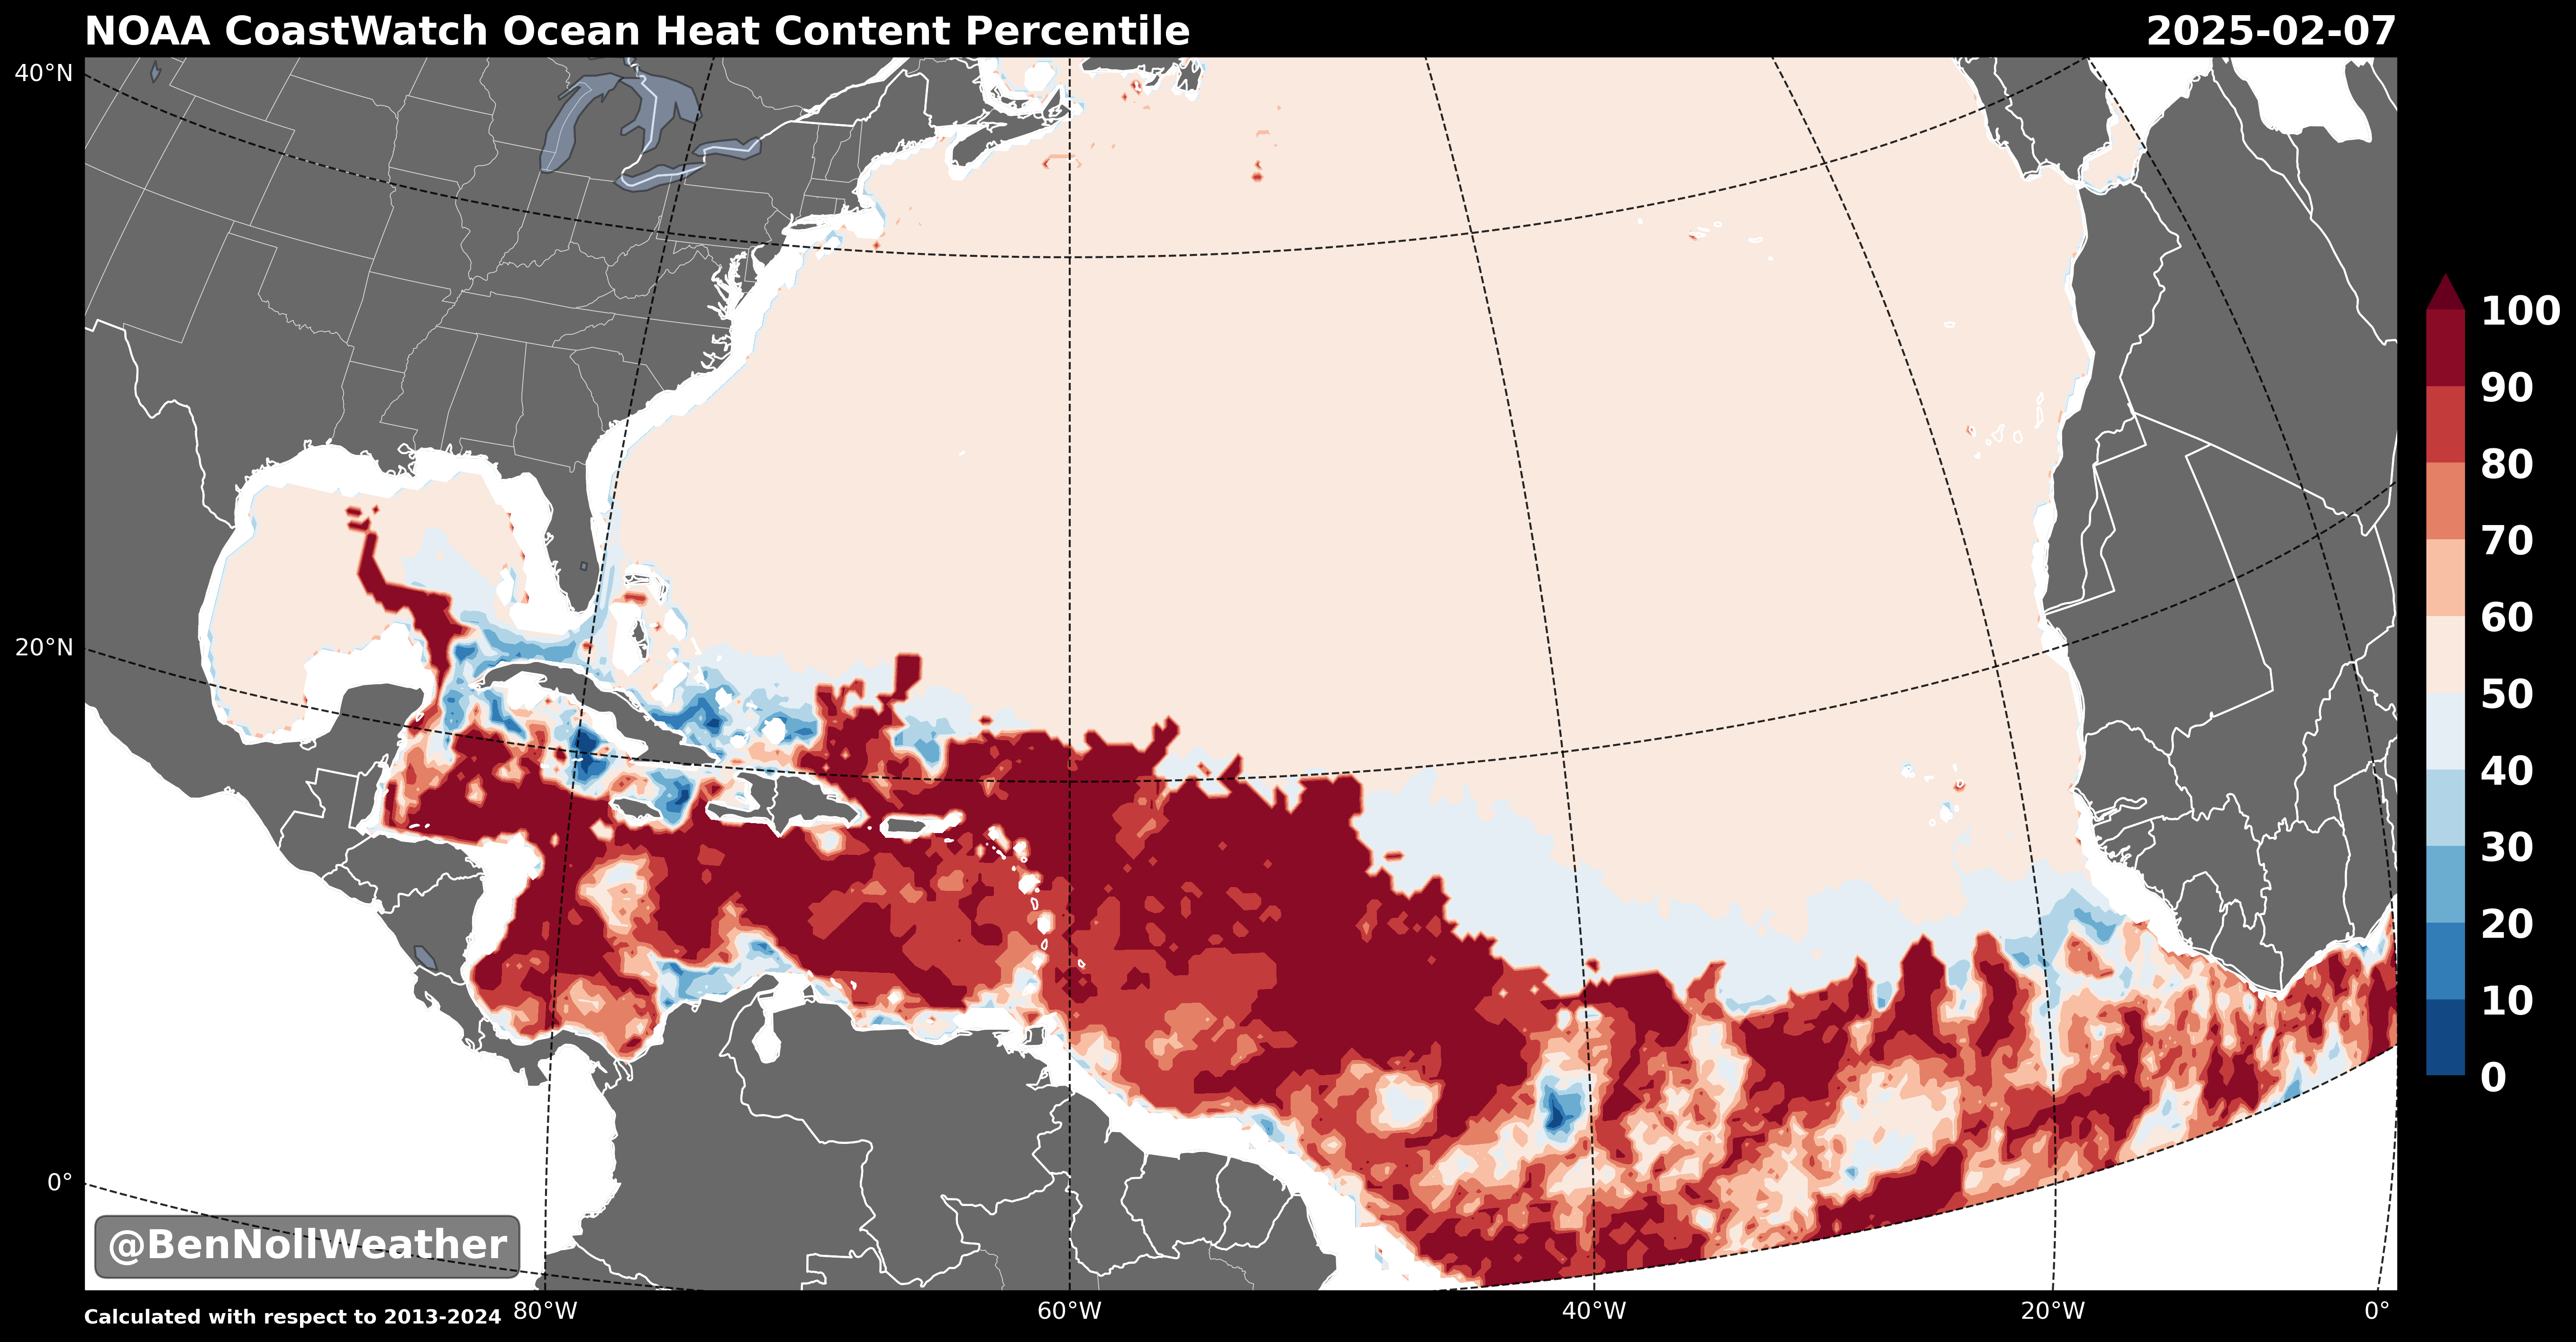 NOAA CoastWatch Ocean Heat Content Percentile 2025-02-07
40°N
20°N
0°
100
90
80
70
60
50
40
30
20
10
0
@BenNollWeather
Calculated with respect to 2013-2024
80°W 60°W 40°W 20°W 0°